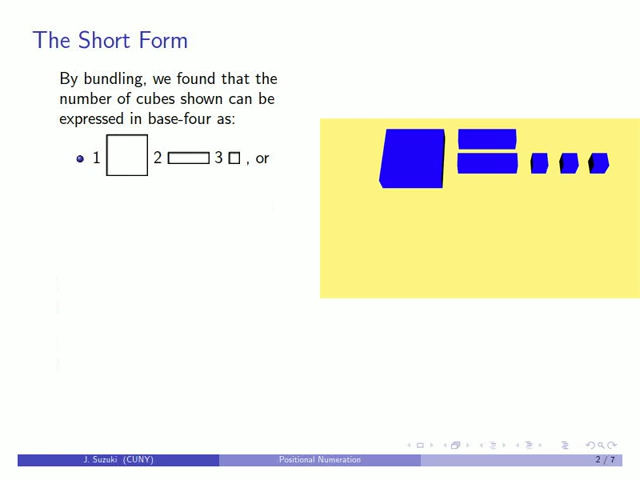 The Short Form
By bundling, we found that the
number of cubes shown can be
expressed in base-four as:
1 2 3 , or
J. Suzuki (CUNY) Positional Numeration 2 / 7